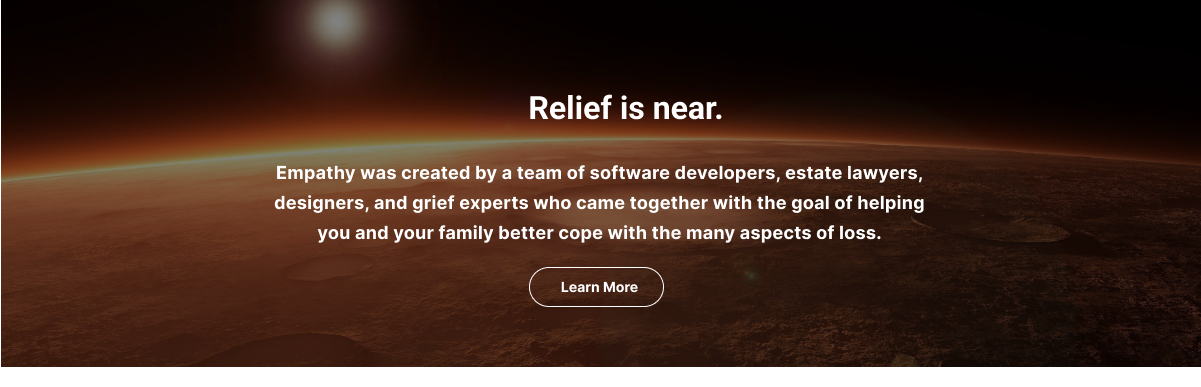 Relief is near.
Empathy was created by a team of software developers, estate lawyers,
designers, and grief experts who came together with the goal of helping
you and your family better cope with the many aspects of loss.
Learn More